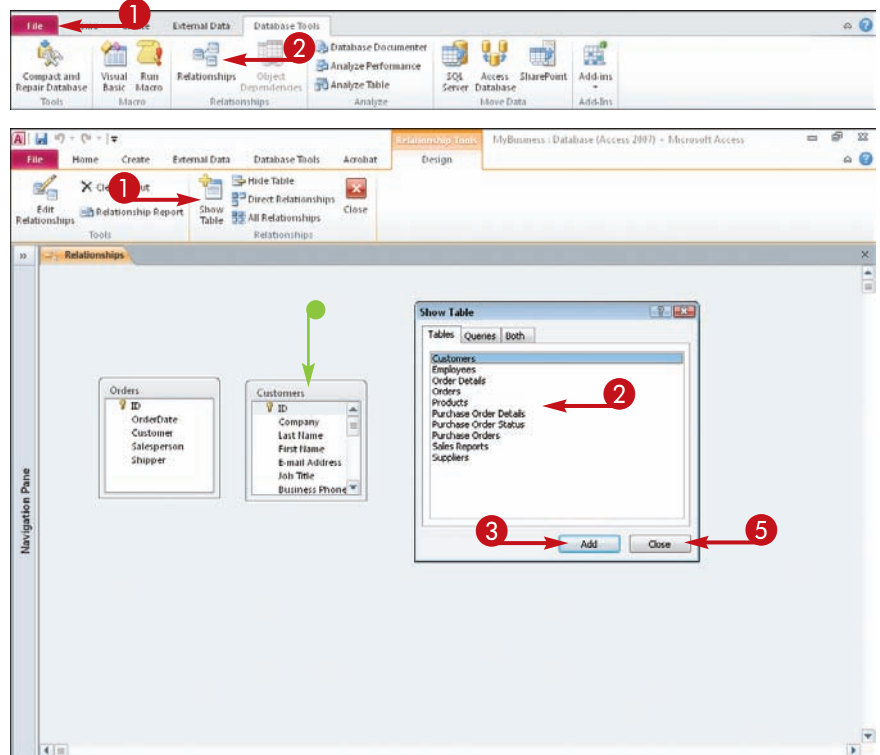 1
File Create External Data Database Tools
2
Compact and Repair Database
Visual Basic
Run Macro
Relationships
Object Dependencies
Database Documenter
Analyze Performance
Analyze Table
SQL Server
Access Database
SharePoint
Add-ins
Tools Macro Relationships Analyze Move Data Add-Ins
Relationship Tools MyBusiness : Database (Access 2007) - Microsoft Access
File Home Create External Data Database Tools Acrobat Design
1
Edit Relationships
Relationship Report
Show Table
Hide Table
Direct Relationships
All Relationships
Close
Tools Relationships
Relationships
Navigation Pane
Orders
ID
OrderDate
Customer
Salesperson
Shipper
Customers
ID
Company
Last Name
First Name
E-mail Address
Job Title
Business Phone
Show Table
Tables Queries Both
Customers
Employees
Order Details
Orders
Products
Purchase Order Details
Purchase Order Status
Purchase Orders
Sales Reports
Suppliers
2
3
Add Close
5